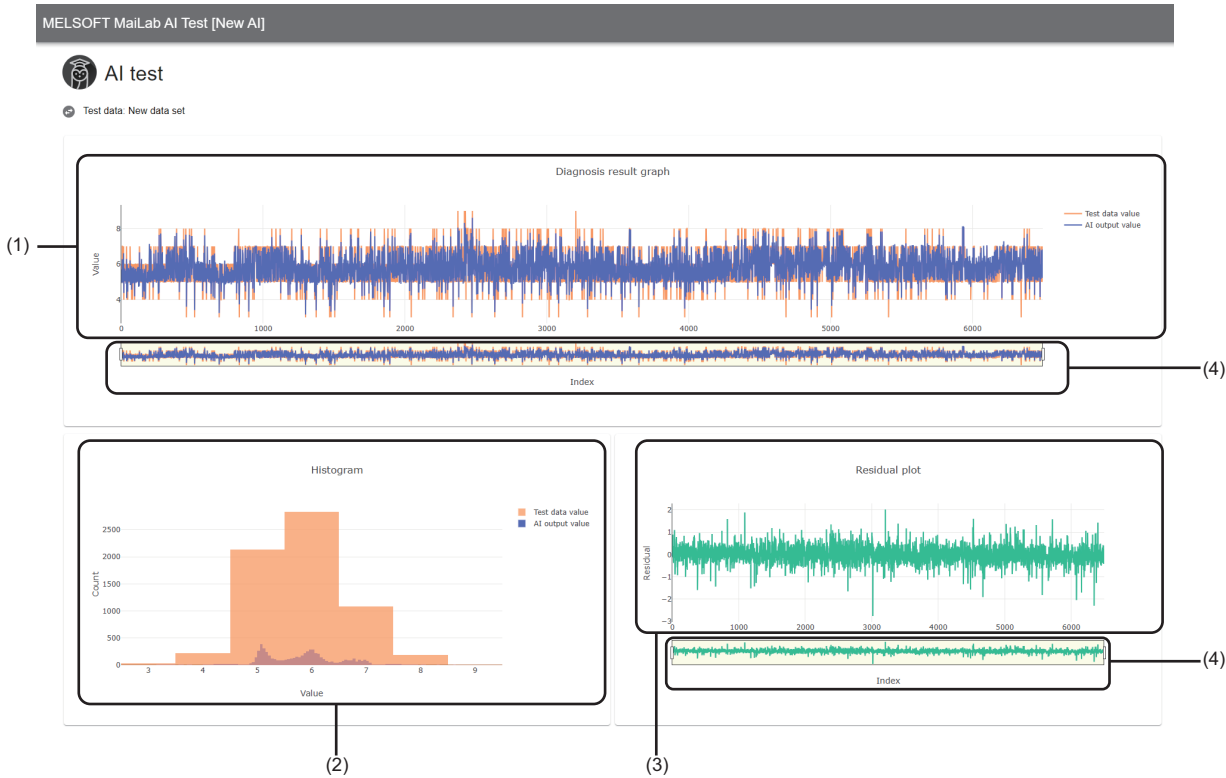 MELSOFT MaiLab AI Test [New AI]
AI test
Test data: New data set
Diagnosis result graph
Test data value
AI output value
(1)
Value
8
6
4
0 1000 2000 3000 4000 5000 6000
Index
(4)
Histogram
Test data value
AI output value
Count
2500
2000
1500
1000
500
0
3 4 5 6 7 8 9
Value
(2)
Residual plot
Residual
2
1
0
−1
−2
−3
0 1000 2000 3000 4000 5000 6000
Index
(4)
(3)